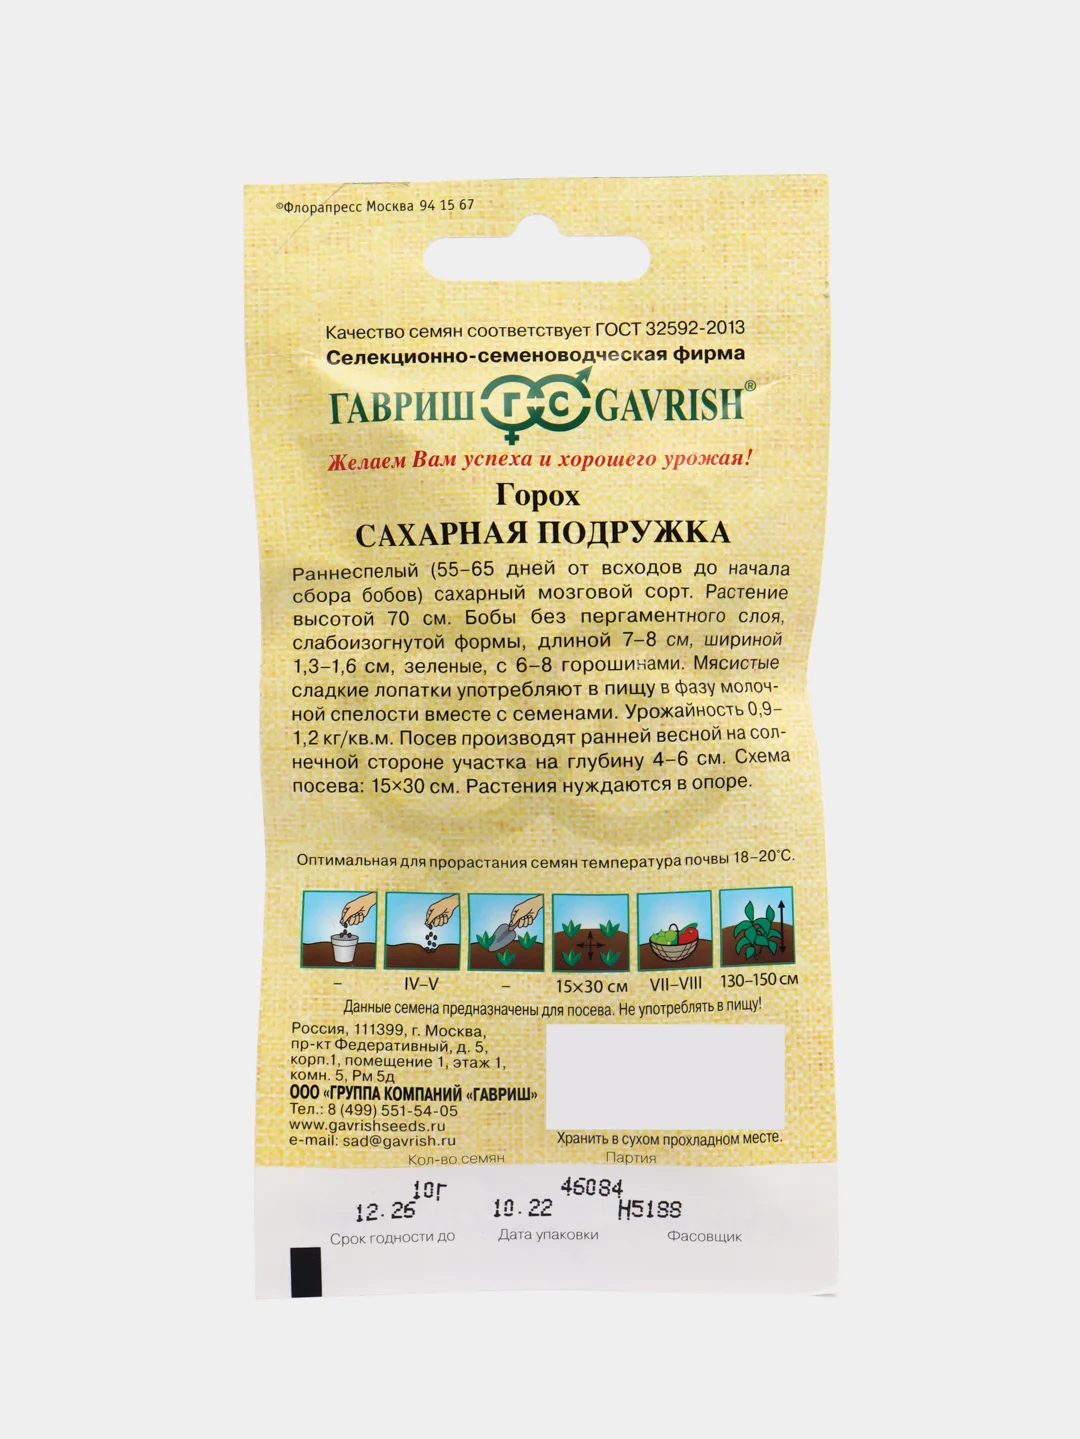 ©Флорапресс Москва 94 15 67
Качество семян соответствует ГОСТ 32592-2013
Селекционно-семеноводческая фирма
ГАВРИШ ГС GAVRISH®
Желаем Вам успеха и хорошего урожая!
Горох
САХАРНАЯ ПОДРУЖКА
Раннеспелый (55–65 дней от всходов до начала
сбора бобов) сахарный мозговой сорт. Растение
высотой 70 см. Бобы без пергаментного слоя,
слабоизогнутой формы, длиной 7–8 см, шириной
1,3–1,6 см, зеленые, с 6–8 горошинами. Мясистые
сладкие лопатки употребляют в пищу в фазу молоч-
ной спелости вместе с семенами. Урожайность 0,9–
1,2 кг/кв.м. Посев производят ранней весной на сол-
нечной стороне участка на глубину 4–6 см. Схема
посева: 15×30 см. Растения нуждаются в опоре.
Оптимальная для прорастания семян температура почвы 18–20°С.
– IV–V – 15×30 см VII–VIII 130–150 см
Данные семена предназначены для посева. Не употреблять в пищу!
Россия, 111399, г. Москва,
пр-кт Федеративный, д. 5,
корп.1, помещение 1, этаж 1,
комн. 5, Рм 5д
ООО «ГРУППА КОМПАНИЙ «ГАВРИШ»
Тел.: 8 (499) 551-54-05
www.gavrishseeds.ru
e-mail: sad@gavrish.ru
Хранить в сухом прохладном месте.
Кол-во семян Партия
10г 46084
12.26 10.22 Н5188
Срок годности до Дата упаковки Фасовщик